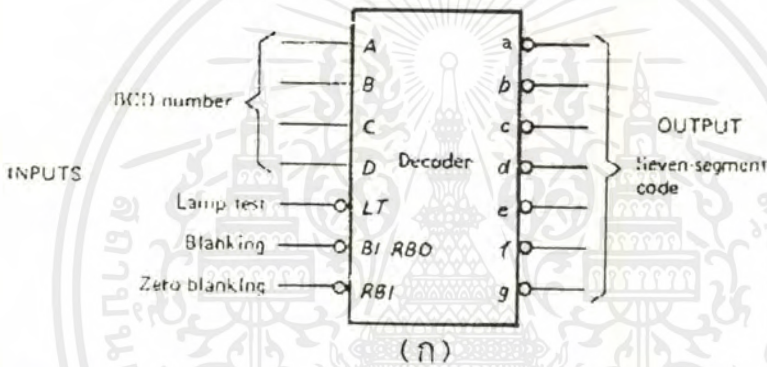 INPUTS
BCD number
A
B
C
D
Lamp test LT
Blanking BI RBO
Zero blanking RBI
Decoder
a
b
c
d
e
f
g
OUTPUT
Seven-segment
code
(ก)